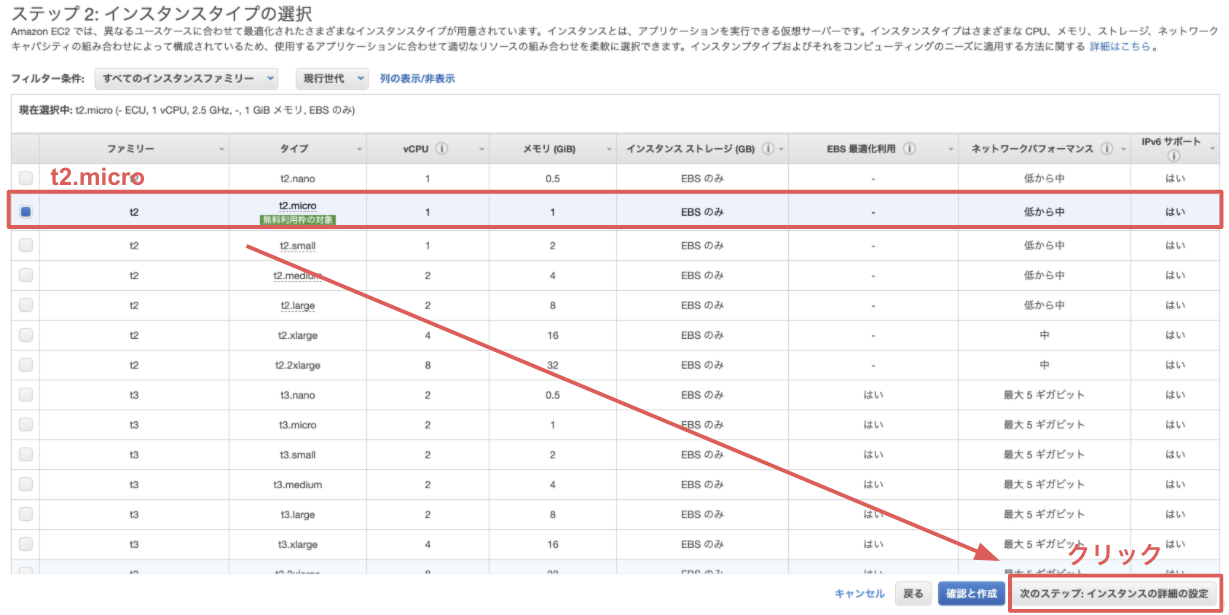 ステップ 2: インスタンスタイプの選択
Amazon EC2 では、異なるユースケースに合わせて最適化されたさまざまなインスタンスタイプが用意されています。インスタンスとは、アプリケーションを実行できる仮想サーバーです。インスタンスタイプはさまざまな CPU、メモリ、ストレージ、ネットワーク
キャパシティの組み合わせによって構成されているため、使用するアプリケーションに合わせて適切なリソースの組み合わせを柔軟に選択できます。インスタンプタイプおよびそれをコンピューティングのニーズに適用する方法に関する 詳細はこちら。
フィルター条件: すべてのインスタンスファミリー 現行世代 列の表示/非表示
現在選択中: t2.micro (- ECU, 1 vCPU, 2.5 GHz, -, 1 GiB メモリ, EBS のみ)
ファミリー タイプ vCPU メモリ (GiB) インスタンス ストレージ (GB) EBS 最適化利用 ネットワークパフォーマンス IPv6 サポート
t2.micro
t2.nano 1 0.5 EBS のみ - 低から中 はい
t2 t2.micro 無料利用枠の対象 1 1 EBS のみ - 低から中 はい
t2 t2.small 1 2 EBS のみ - 低から中 はい
t2 t2.medium 2 4 EBS のみ - 低から中 はい
t2 t2.large 2 8 EBS のみ - 低から中 はい
t2 t2.xlarge 4 16 EBS のみ - 中 はい
t2 t2.2xlarge 8 32 EBS のみ - 中 はい
t3 t3.nano 2 0.5 EBS のみ はい 最大 5 ギガビット はい
t3 t3.micro 2 1 EBS のみ はい 最大 5 ギガビット はい
t3 t3.small 2 2 EBS のみ はい 最大 5 ギガビット はい
t3 t3.medium 2 4 EBS のみ はい 最大 5 ギガビット はい
t3 t3.large 2 8 EBS のみ はい 最大 5 ギガビット はい
t3 t3.xlarge 4 16 EBS のみ はい 最大 5 ギガビット はい
クリック
キャンセル 戻る 確認と作成 次のステップ: インスタンスの詳細の設定